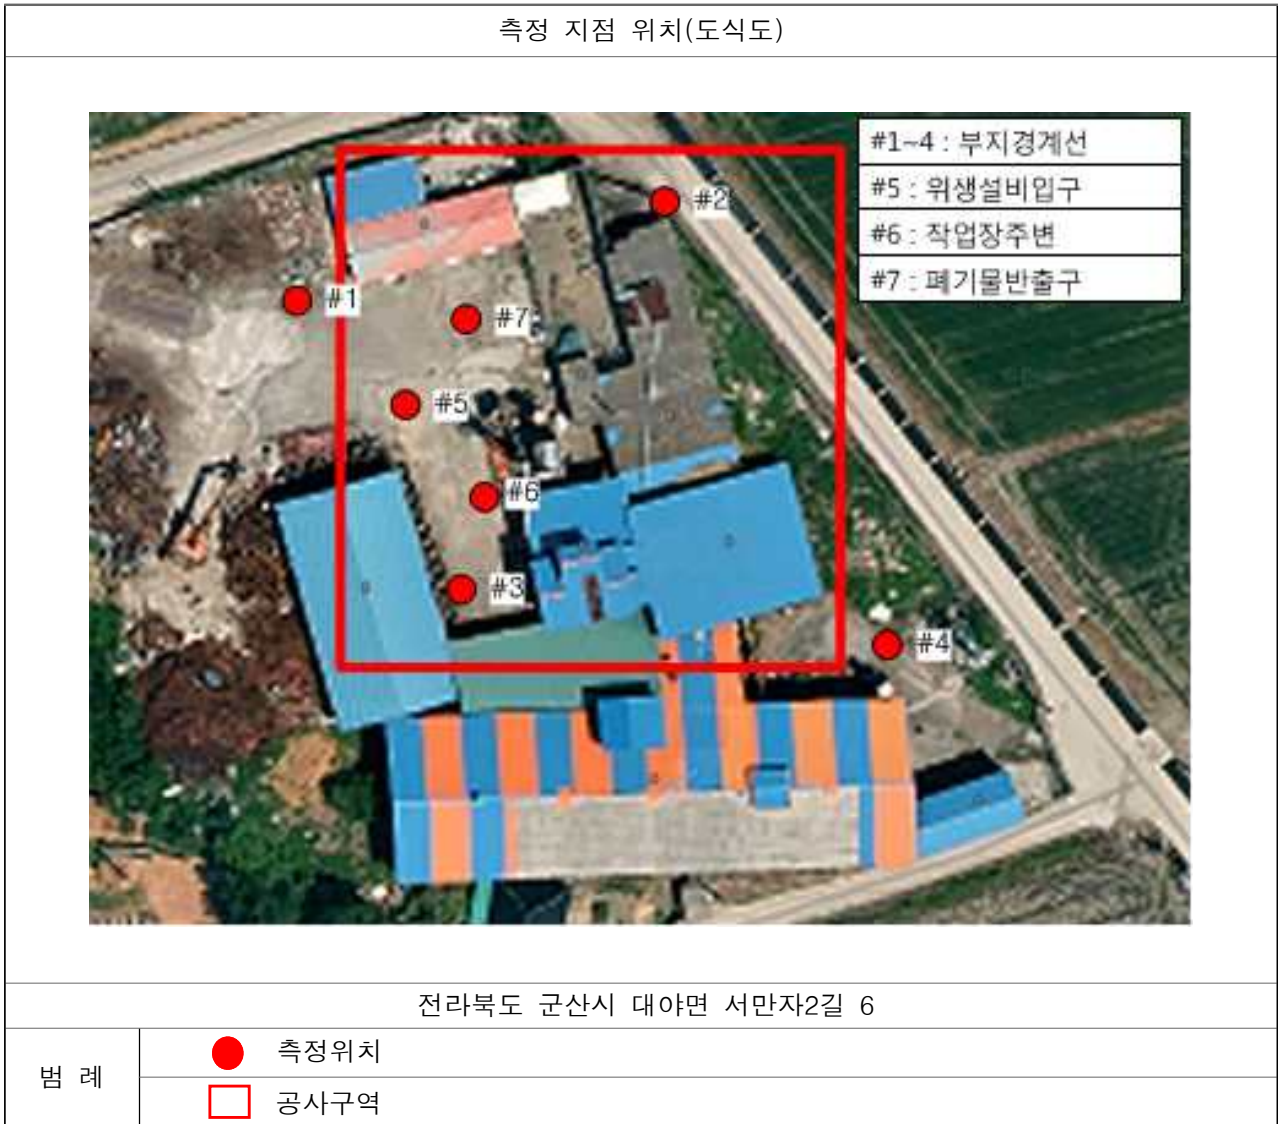 측정 지점 위치(도식도)
#1~4 : 부지경계선
#5 : 위생설비입구
#6 : 작업장주변
#7 : 폐기물반출구
#2
#1
#7
#5
#6
#3
#4
전라북도 군산시 대야면 서만자2길 6
범 례
측정위치
공사구역